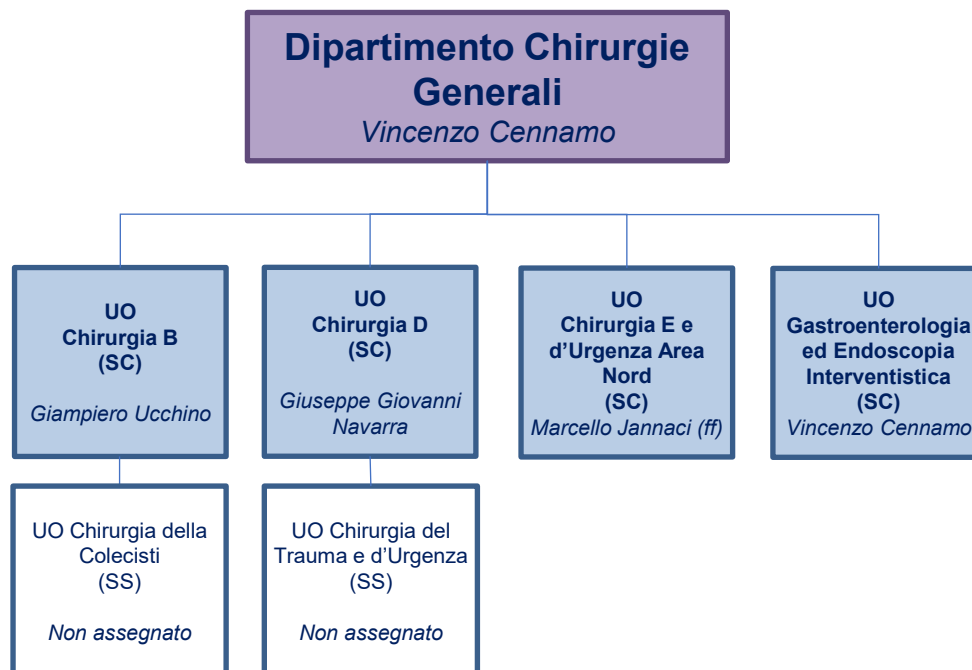 Dipartimento Chirurgie
Generali
Vincenzo Cennamo
UO
Chirurgia B
(SC)
Giampiero Ucchino
UO
Chirurgia D
(SC)
Giuseppe Giovanni
Navarra
UO
Chirurgia E e
d’Urgenza Area
Nord
(SC)
Marcello Jannaci (ff)
UO
Gastroenterologia
ed Endoscopia
Interventistica
(SC)
Vincenzo Cennamo
UO Chirurgia della
Colecisti
(SS)
Non assegnato
UO Chirurgia del
Trauma e d’Urgenza
(SS)
Non assegnato